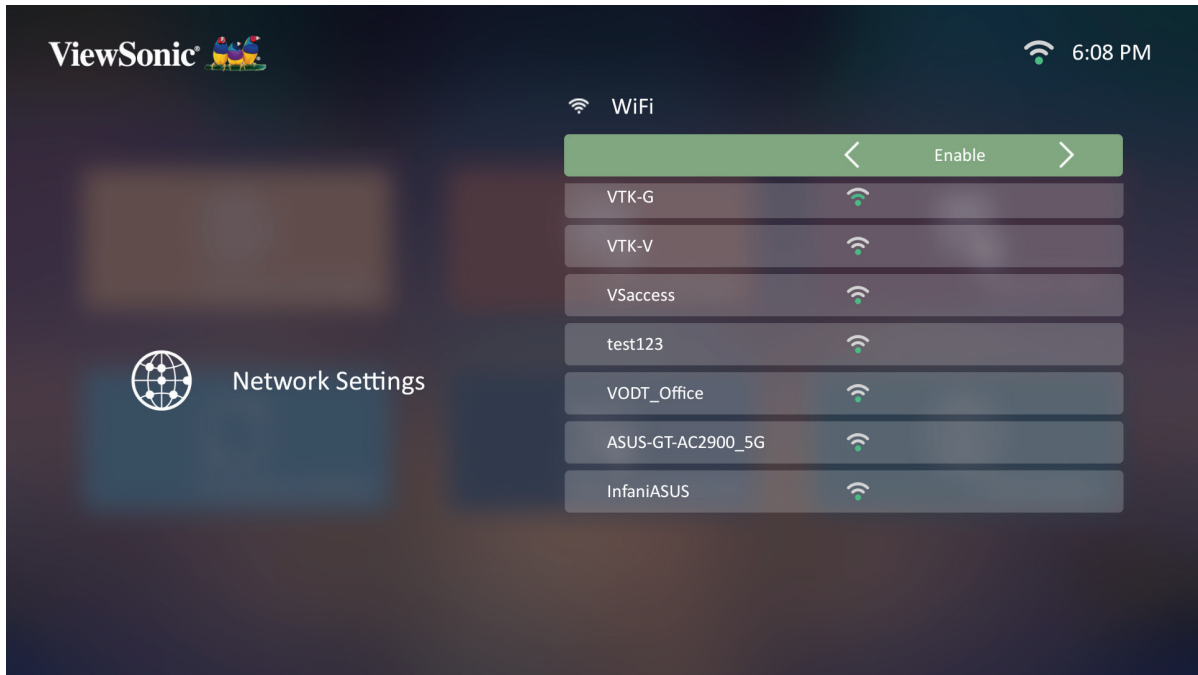 ViewSonic®
6:08 PM
WiFi
Enable
VTK-G
VTK-V
VSaccess
test123
Network Settings
VODT_Office
ASUS-GT-AC2900_5G
InfaniASUS